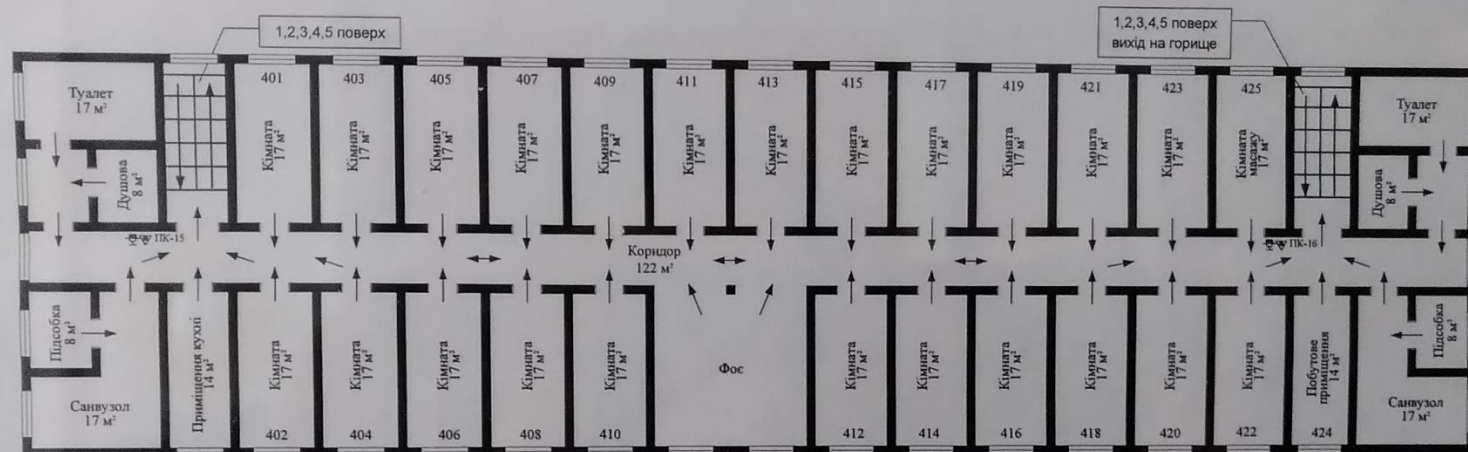 1,2,3,4,5 поверх
1,2,3,4,5 поверх
вихід на горище
401
403
405
407
409
411
413
415
417
419
421
423
425
Туалет
17 м²
Душова
8 м²
Кімната
17 м²
Кімната
17 м²
Кімната
17 м²
Кімната
17 м²
Кімната
17 м²
Кімната
17 м²
Кімната
17 м²
Кімната
17 м²
Кімната
17 м²
Кімната
17 м²
Кімната
17 м²
Кімната
17 м²
Кімната
масажу
17 м²
Туалет
17 м²
Душова
8 м²
ПК-15
Коридор
122 м²
ПК-16
Підсобка
8 м²
Санвузол
17 м²
Приміщення кухні
14 м²
Кімната
17 м²
Кімната
17 м²
Кімната
17 м²
Кімната
17 м²
Кімната
17 м²
Фоє
Кімната
17 м²
Кімната
17 м²
Кімната
17 м²
Кімната
17 м²
Кімната
17 м²
Кімната
17 м²
Побутове
приміщення
14 м²
Підсобка
8 м²
Санвузол
17 м²
402
404
406
408
410
412
414
416
418
420
422
424